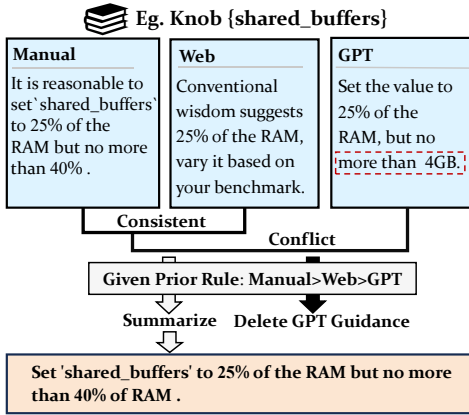 Eg. Knob {shared_buffers}
Manual
It is reasonable to
set`shared_buffers`
to 25% of the
RAM but no more
than 40% .
Web
Conventional
wisdom suggests
25% of the RAM,
vary it based on
your benchmark.
GPT
Set the value to
25% of the
RAM, but no
more than 4GB.
Consistent
Conflict
Given Prior Rule: Manual>Web>GPT
Summarize
Delete GPT Guidance
Set 'shared_buffers' to 25% of the RAM but no more
than 40% of RAM .